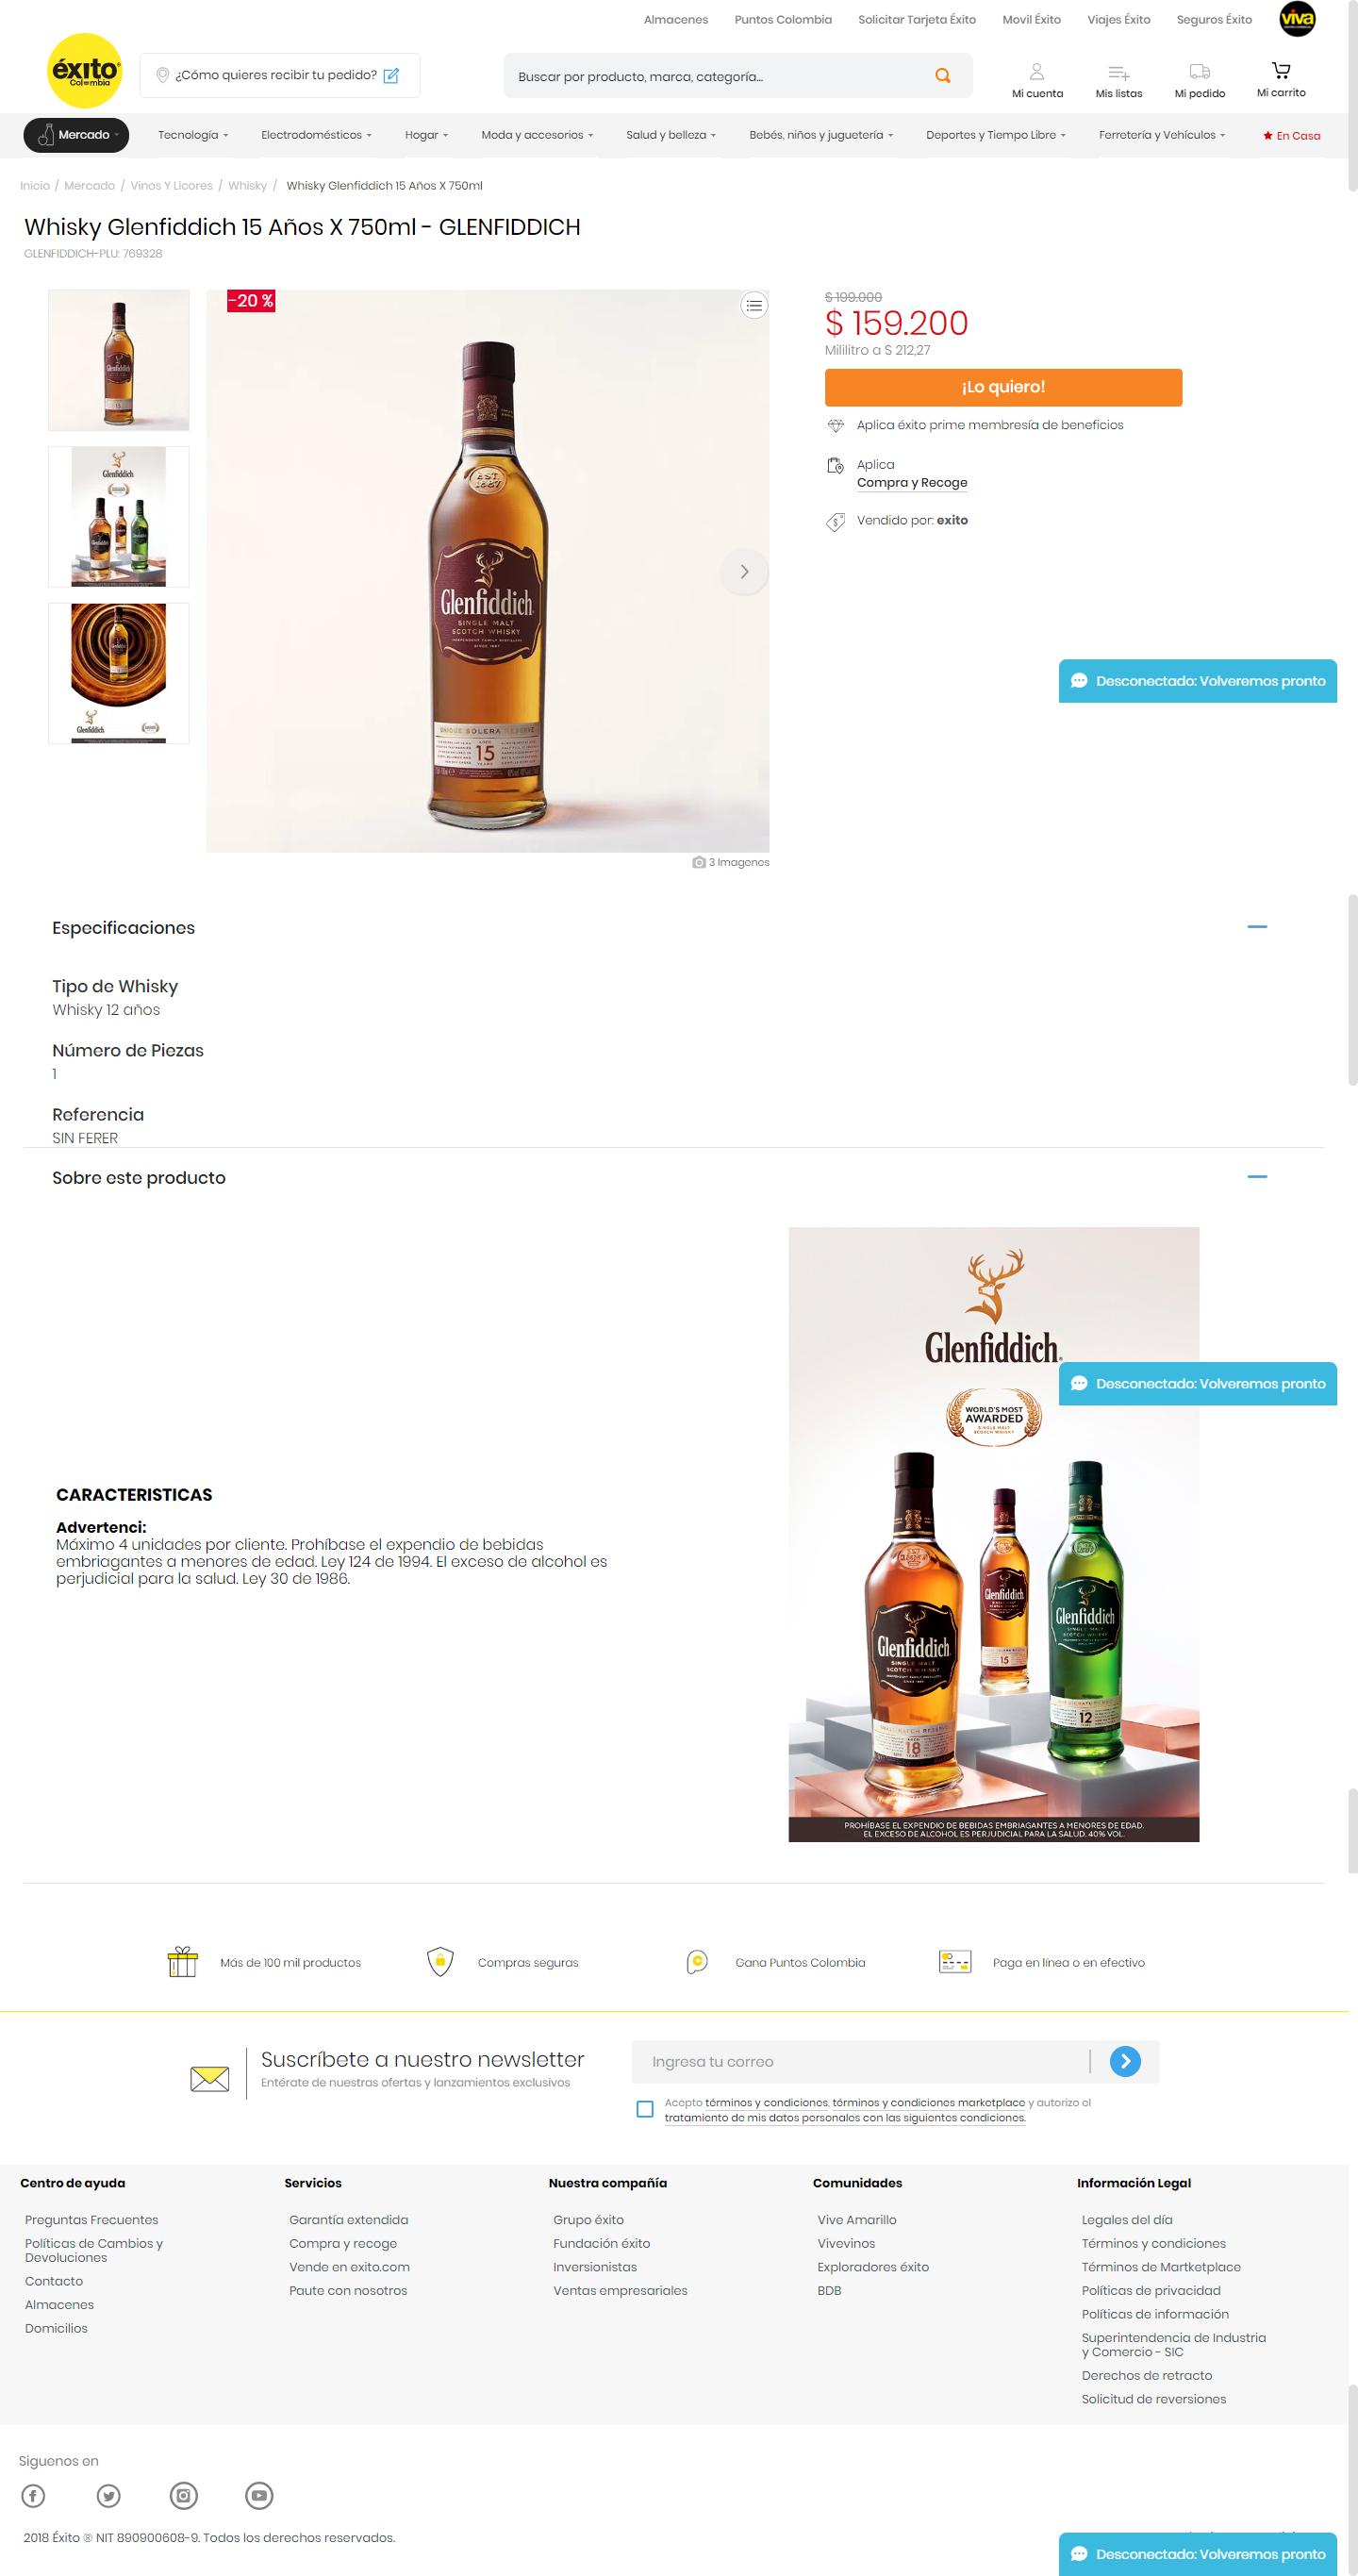 Almacenes Puntos Colombia Solicitar Tarjeta Éxito Movil Éxito Viajes Éxito Seguros Éxito viva
éxito
Colombia
¿Cómo quieres recibir tu pedido?
Buscar por producto, marca, categoría...
Mi cuenta Mis listas Mi pedido Mi carrito
Mercado Tecnología Electrodomésticos Hogar Moda y accesorios Salud y belleza Bebés, niños y juguetería Deportes y Tiempo Libre Ferretería y Vehículos En Casa
Inicio / Mercado / Vinos Y Licores / Whisky / Whisky Glenfiddich 15 Años X 750ml
Whisky Glenfiddich 15 Años X 750ml - GLENFIDDICH
GLENFIDDICH-PLU: 769328
-20 %
EST.
1887
Glenfiddich
SINGLE MALT
SCOTCH WHISKY
UNIQUE SOLERA RESERVE
AGED
15
YEARS
Glenfiddich
Glenfiddich
3 Imagenes
$ 199.000
$ 159.200
Mililitro a $ 212,27
¡Lo quiero!
Aplica éxito prime membresía de beneficios
Aplica
Compra y Recoge
Vendido por: exito
Desconectado: Volveremos pronto
Especificaciones
Tipo de Whisky
Whisky 12 años
Número de Piezas
1
Referencia
SIN FERER
Sobre este producto
CARACTERISTICAS
Advertenci:
Máximo 4 unidades por cliente. Prohíbase el expendio de bebidas
embriagantes a menores de edad. Ley 124 de 1994. El exceso de alcohol es
perjudicial para la salud. Ley 30 de 1986.
Glenfiddich
Desconectado: Volveremos pronto
WORLD'S MOST
AWARDED
SINGLE MALT
SCOTCH WHISKY
Glenfiddich
SINGLE MALT
SCOTCH WHISKY
18
Glenfiddich
15
Glenfiddich
12
PROHÍBASE EL EXPENDIO DE BEBIDAS EMBRIAGANTES A MENORES DE EDAD.
EL EXCESO DE ALCOHOL ES PERJUDICIAL PARA LA SALUD. 40% VOL.
Más de 100 mil productos Compras seguras Gana Puntos Colombia Paga en línea o en efectivo
Suscríbete a nuestro newsletter
Entérate de nuestras ofertas y lanzamientos exclusivos
Ingresa tu correo
Acepto términos y condiciones, términos y condiciones marketplace y autorizo el
tratamiento de mis datos personales con las siguientes condiciones.
Centro de ayuda
Preguntas Frecuentes
Políticas de Cambios y
Devoluciones
Contacto
Almacenes
Domicilios
Servicios
Garantía extendida
Compra y recoge
Vende en exito.com
Paute con nosotros
Nuestra compañía
Grupo éxito
Fundación éxito
Inversionistas
Ventas empresariales
Comunidades
Vive Amarillo
Vivevinos
Exploradores éxito
BDB
Información Legal
Legales del día
Términos y condiciones
Términos de Martketplace
Políticas de privacidad
Políticas de información
Superintendencia de Industria
y Comercio - SIC
Derechos de retracto
Solicitud de reversiones
Siguenos en
2018 Éxito ® NIT 890900608-9. Todos los derechos reservados.
Desconectado: Volveremos pronto